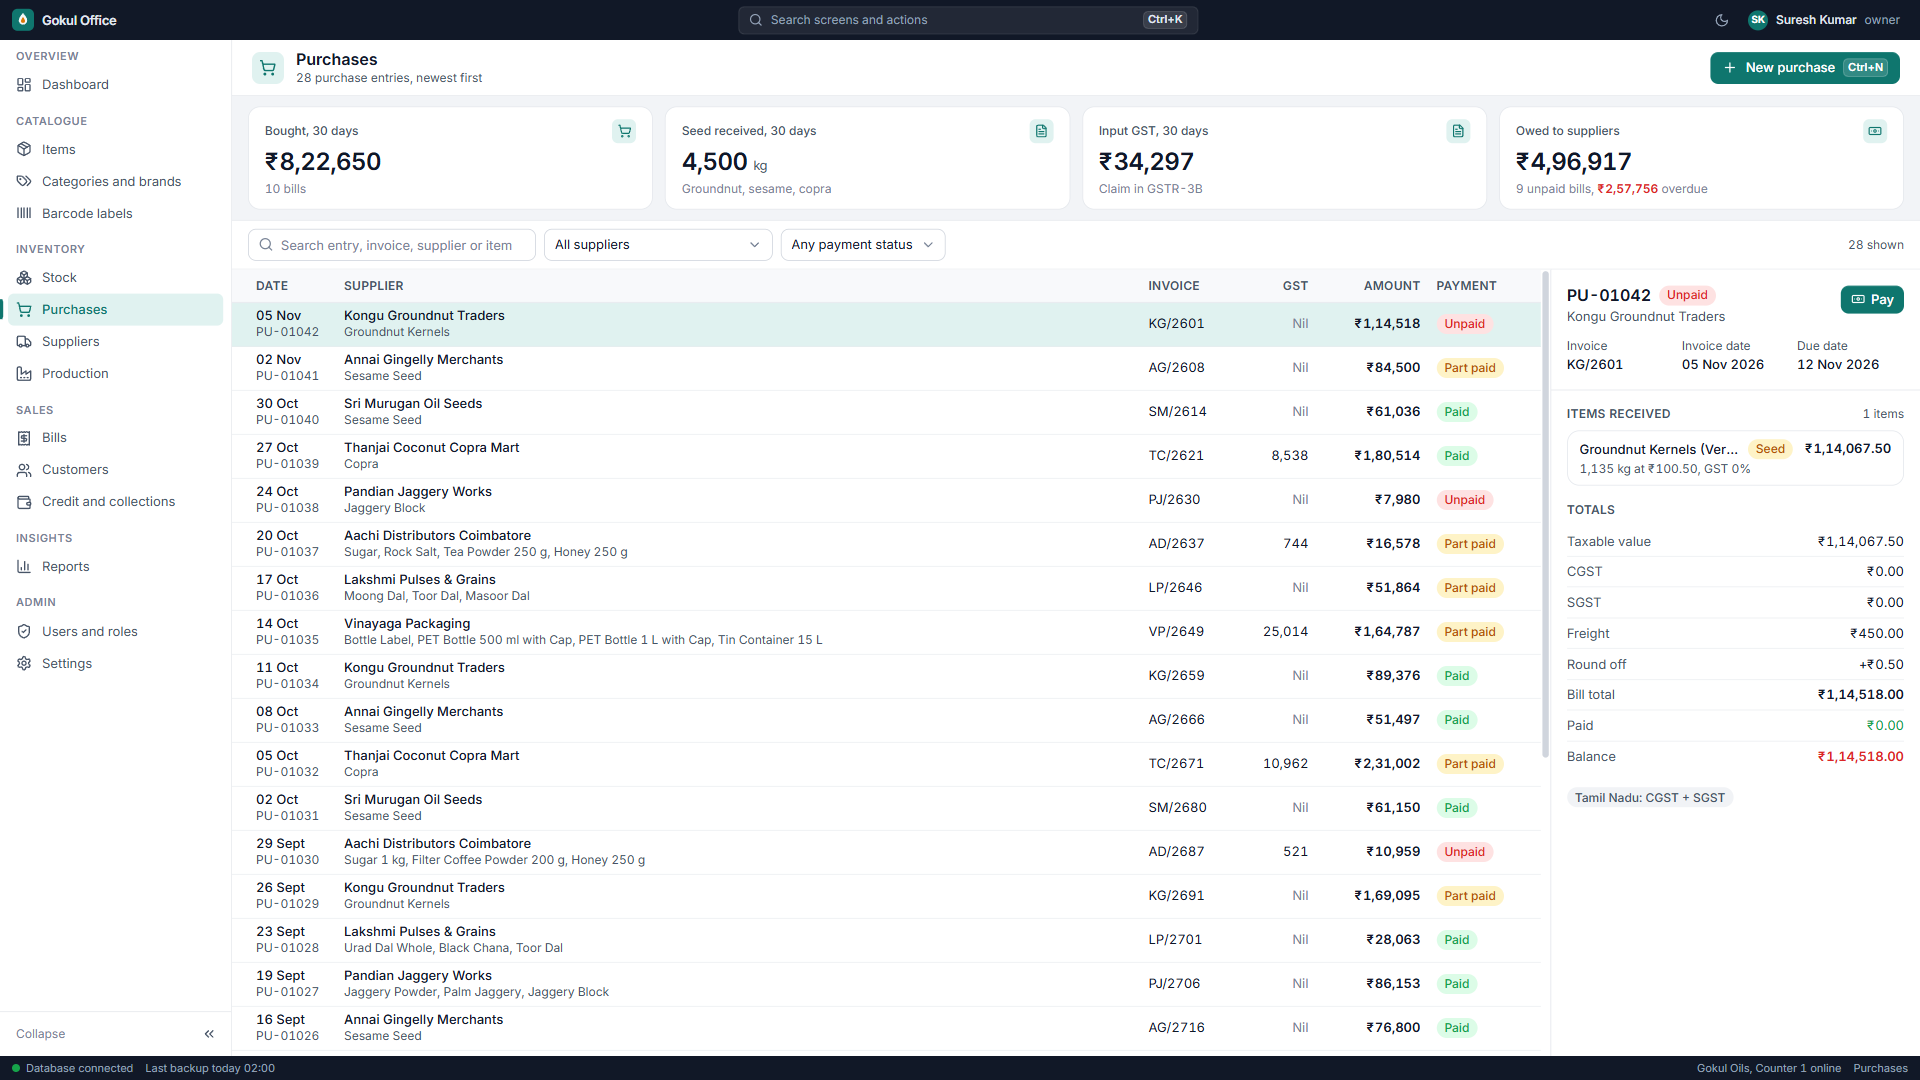 Gokul Office
Search screens and actions
Ctrl+K
SK
Suresh Kumar owner
OVERVIEW
Dashboard
CATALOGUE
Items
Categories and brands
Barcode labels
INVENTORY
Stock
Purchases
Suppliers
Production
SALES
Bills
Customers
Credit and collections
INSIGHTS
Reports
ADMIN
Users and roles
Settings
Collapse
Purchases
28 purchase entries, newest first
New purchase Ctrl+N
Bought, 30 days
₹8,22,650
10 bills
Seed received, 30 days
4,500 kg
Groundnut, sesame, copra
Input GST, 30 days
₹34,297
Claim in GSTR-3B
Owed to suppliers
₹4,96,917
9 unpaid bills, ₹2,57,756 overdue
Search entry, invoice, supplier or item
All suppliers
Any payment status
28 shown
DATE SUPPLIER INVOICE GST AMOUNT PAYMENT
05 Nov Kongu Groundnut Traders KG/2601 Nil ₹1,14,518 Unpaid
PU-01042 Groundnut Kernels
02 Nov Annai Gingelly Merchants AG/2608 Nil ₹84,500 Part paid
PU-01041 Sesame Seed
30 Oct Sri Murugan Oil Seeds SM/2614 Nil ₹61,036 Paid
PU-01040 Sesame Seed
27 Oct Thanjai Coconut Copra Mart TC/2621 8,538 ₹1,80,514 Paid
PU-01039 Copra
24 Oct Pandian Jaggery Works PJ/2630 Nil ₹7,980 Unpaid
PU-01038 Jaggery Block
20 Oct Aachi Distributors Coimbatore AD/2637 744 ₹16,578 Part paid
PU-01037 Sugar, Rock Salt, Tea Powder 250 g, Honey 250 g
17 Oct Lakshmi Pulses & Grains LP/2646 Nil ₹51,864 Part paid
PU-01036 Moong Dal, Toor Dal, Masoor Dal
14 Oct Vinayaga Packaging VP/2649 25,014 ₹1,64,787 Part paid
PU-01035 Bottle Label, PET Bottle 500 ml with Cap, PET Bottle 1 L with Cap, Tin Container 15 L
11 Oct Kongu Groundnut Traders KG/2659 Nil ₹89,376 Paid
PU-01034 Groundnut Kernels
08 Oct Annai Gingelly Merchants AG/2666 Nil ₹51,497 Paid
PU-01033 Sesame Seed
05 Oct Thanjai Coconut Copra Mart TC/2671 10,962 ₹2,31,002 Part paid
PU-01032 Copra
02 Oct Sri Murugan Oil Seeds SM/2680 Nil ₹61,150 Paid
PU-01031 Sesame Seed
29 Sept Aachi Distributors Coimbatore AD/2687 521 ₹10,959 Unpaid
PU-01030 Sugar 1 kg, Filter Coffee Powder 200 g, Honey 250 g
26 Sept Kongu Groundnut Traders KG/2691 Nil ₹1,69,095 Part paid
PU-01029 Groundnut Kernels
23 Sept Lakshmi Pulses & Grains LP/2701 Nil ₹28,063 Paid
PU-01028 Urad Dal Whole, Black Chana, Toor Dal
19 Sept Pandian Jaggery Works PJ/2706 Nil ₹86,153 Paid
PU-01027 Jaggery Powder, Palm Jaggery, Jaggery Block
16 Sept Annai Gingelly Merchants AG/2716 Nil ₹76,800 Paid
PU-01026 Sesame Seed
PU-01042 Unpaid
Pay
Kongu Groundnut Traders
Invoice Invoice date Due date
KG/2601 05 Nov 2026 12 Nov 2026
ITEMS RECEIVED 1 items
Groundnut Kernels (Ver... Seed ₹1,14,067.50
1,135 kg at ₹100.50, GST 0%
TOTALS
Taxable value ₹1,14,067.50
CGST ₹0.00
SGST ₹0.00
Freight ₹450.00
Round off +₹0.50
Bill total ₹1,14,518.00
Paid ₹0.00
Balance ₹1,14,518.00
Tamil Nadu: CGST + SGST
Database connected Last backup today 02:00
Gokul Oils, Counter 1 online Purchases